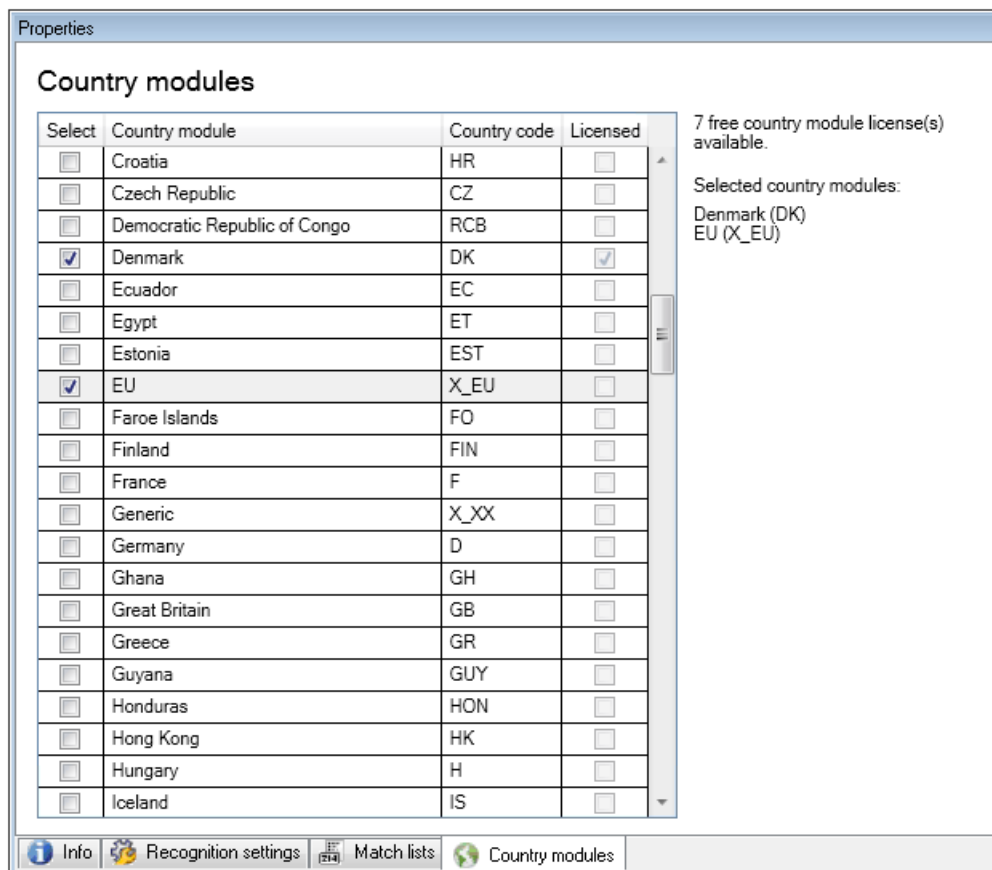 Properties
Country modules
Select Country module Country code Licensed
Croatia HR
Czech Republic CZ
Democratic Republic of Congo RCB
Denmark DK
Ecuador EC
Egypt ET
Estonia EST
EU X_EU
Faroe Islands FO
Finland FIN
France F
Generic X_XX
Germany D
Ghana GH
Great Britain GB
Greece GR
Guyana GUY
Honduras HON
Hong Kong HK
Hungary H
Iceland IS
7 free country module license(s)
available.
Selected country modules:
Denmark (DK)
EU (X_EU)
Info Recognition settings 214 Match lists Country modules